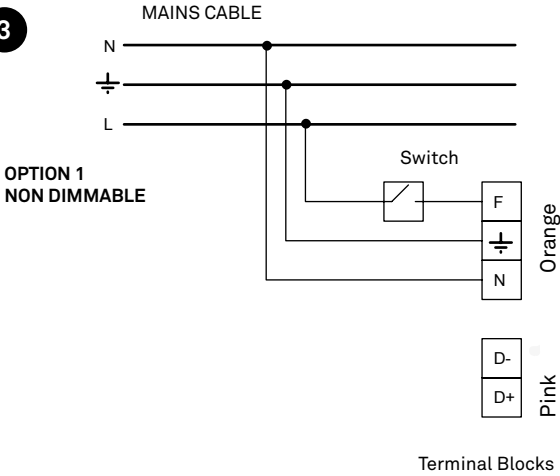 3
MAINS CABLE
N
L
OPTION 1
NON DIMMABLE
Switch
F
N
Orange
D-
D+
Pink
Terminal Blocks